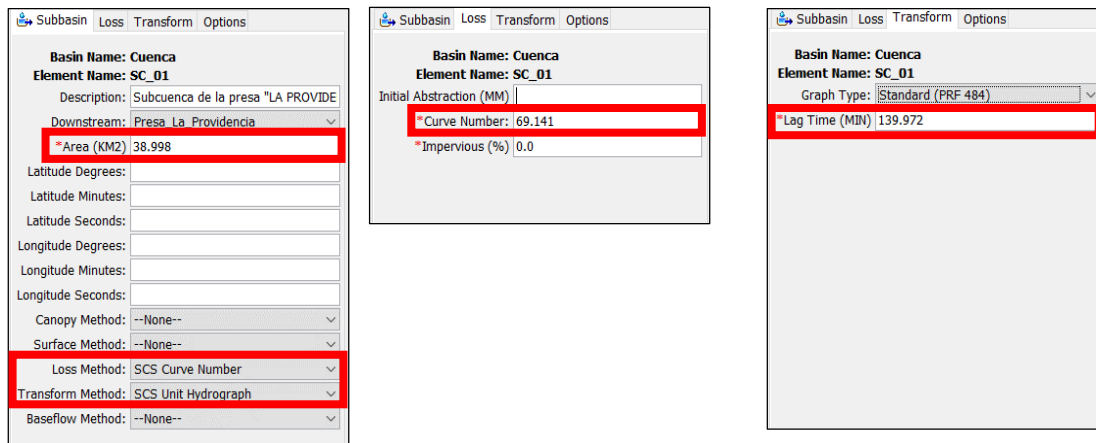 Subbasin Loss Transform Options
Basin Name: Cuenca
Element Name: SC_01
Description: Subcuenca de la presa "LA PROVIDE
Downstream: Presa_La_Providencia
*Area (KM2) 38.998
Latitude Degrees:
Latitude Minutes:
Latitude Seconds:
Longitude Degrees:
Longitude Minutes:
Longitude Seconds:
Canopy Method: --None--
Surface Method: --None--
Loss Method: SCS Curve Number
Transform Method: SCS Unit Hydrograph
Baseflow Method: --None--
Subbasin Loss Transform Options
Basin Name: Cuenca
Element Name: SC_01
Initial Abstraction (MM)
*Curve Number: 69.141
*Impervious (%) 0.0
Subbasin Loss Transform Options
Basin Name: Cuenca
Element Name: SC_01
Graph Type: Standard (PRF 484)
*Lag Time (MIN) 139.972